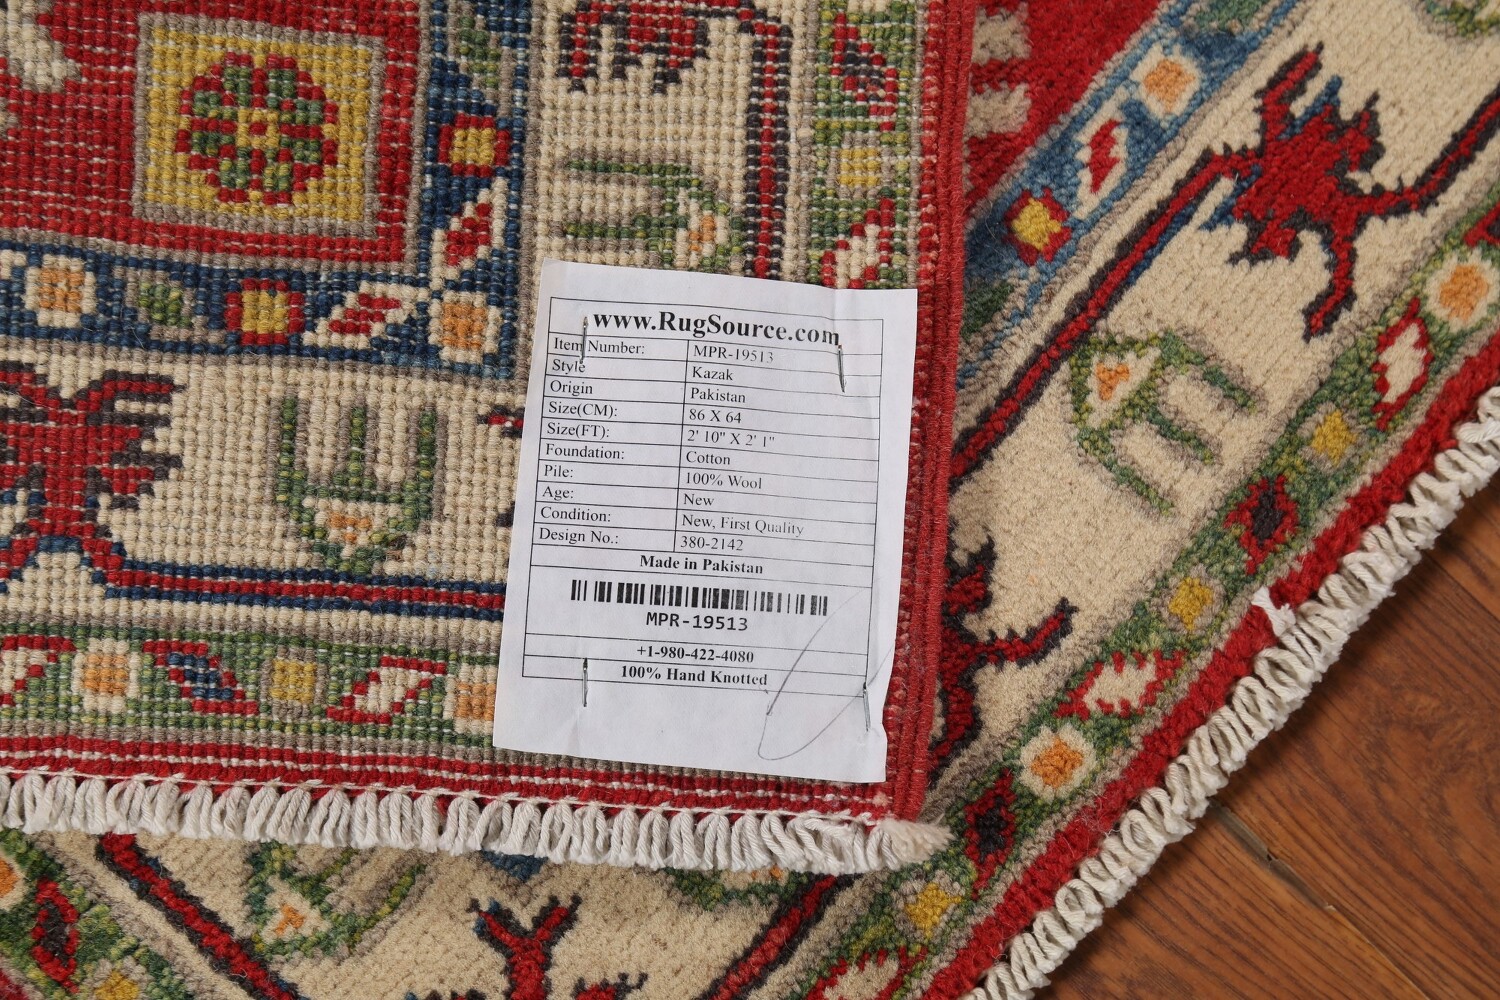 www.RugSource.com
Item Number: MPR-19513
Style Kazak
Origin Pakistan
Size(CM): 86 X 64
Size(FT): 2' 10" X 2' 1"
Foundation: Cotton
Pile: 100% Wool
Age: New
Condition: New, First Quality
Design No.: 380-2142
Made in Pakistan
MPR-19513
+1-980-422-4080
100% Hand Knotted